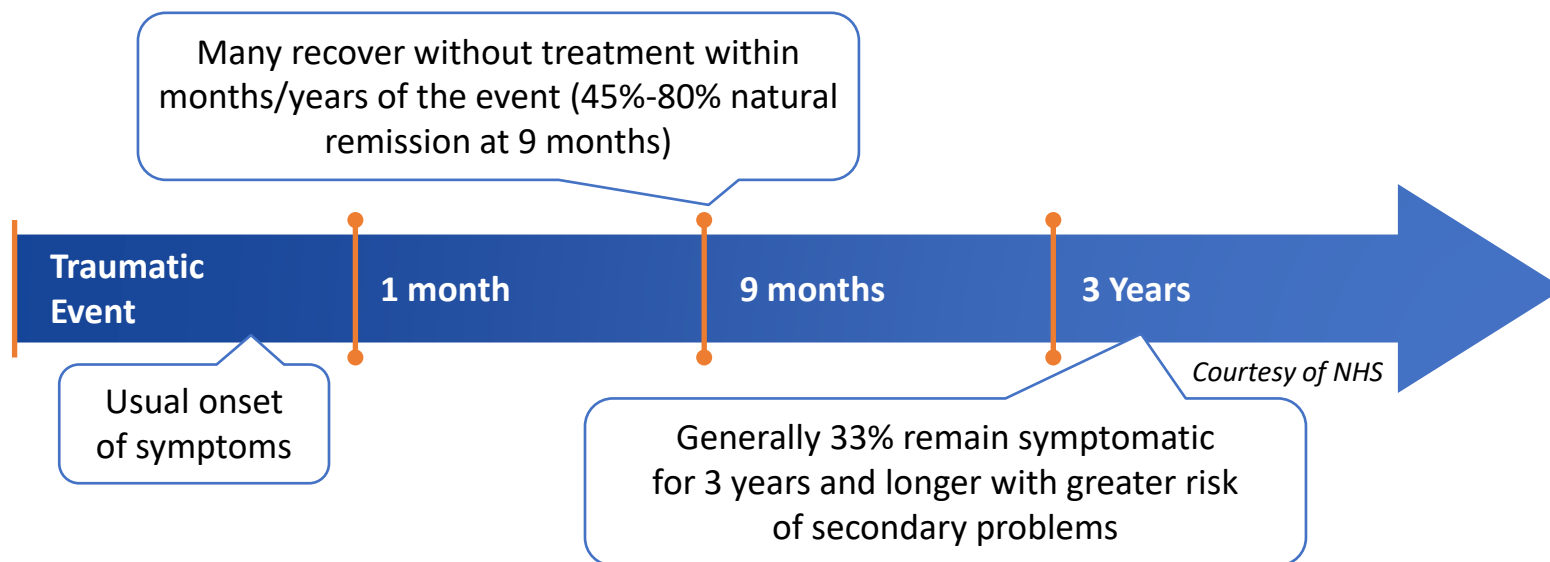 Many recover without treatment within
months/years of the event (45%-80% natural
remission at 9 months)
Traumatic
Event
1 month
9 months
3 Years
Usual onset
of symptoms
Courtesy of NHS
Generally 33% remain symptomatic
for 3 years and longer with greater risk
of secondary problems